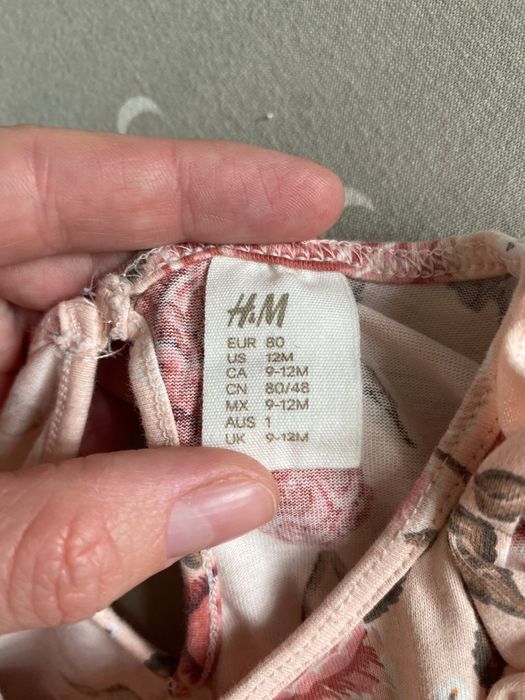 H&M
EUR 80
US 12M
CA 9-12M
CN 80/48
MX 9-12M
AUS 1
UK 9-12M